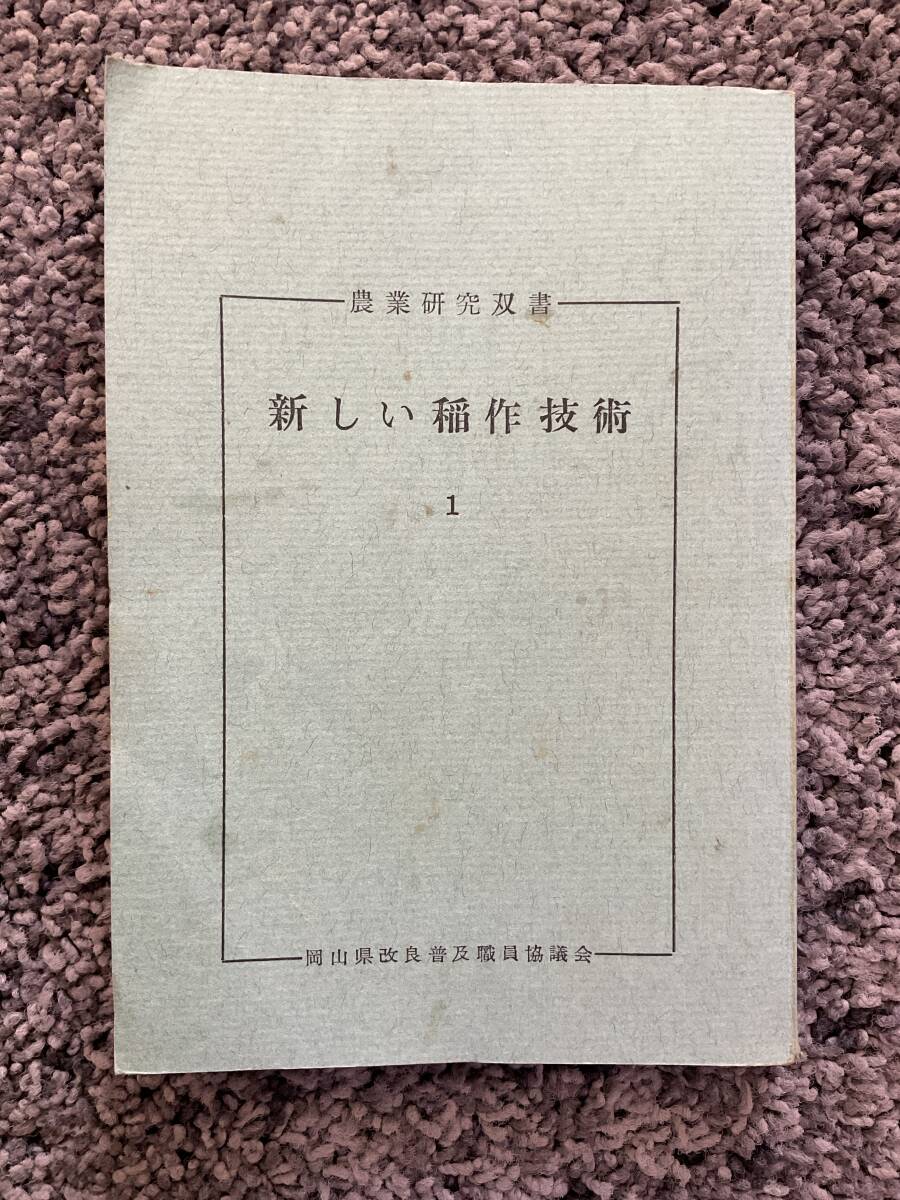 農業研究双書
新しい稲作技術
1
岡山県改良普及職員協議会